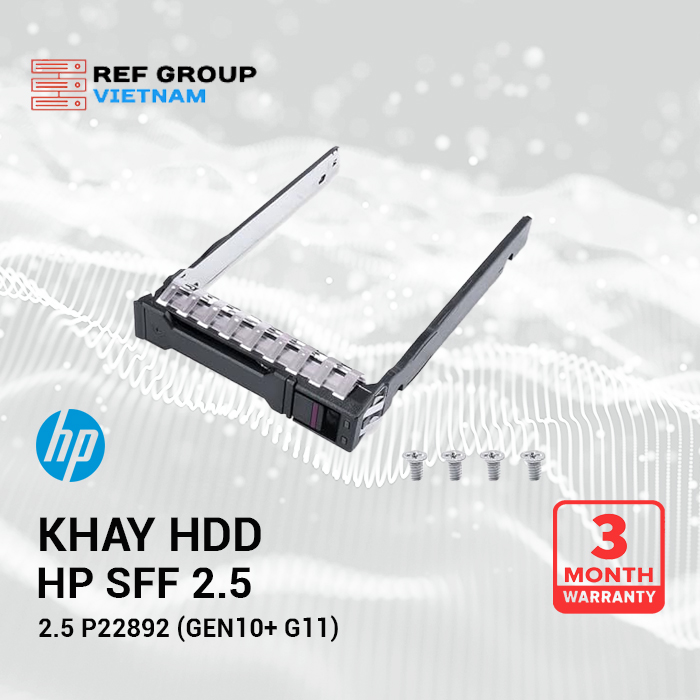 REF GROUP
VIETNAM
hp
KHAY HDD
HP SFF 2.5
2.5 P22892 (GEN10+ G11)
3
MONTH
WARRANTY